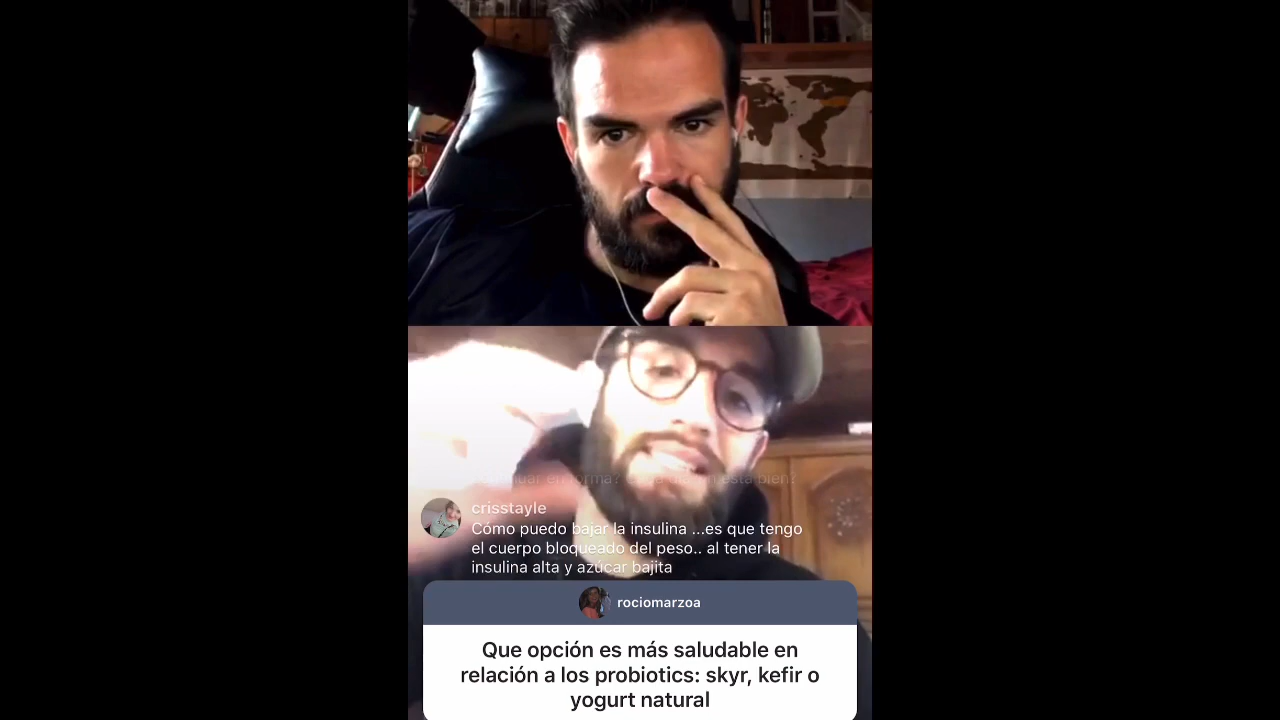 crisstayle
Cómo puedo bajar la insulina ...es que tengo
el cuerpo bloqueado del peso.. al tener la
insulina alta y azúcar bajita
rociomarzoa
Que opción es más saludable en
relación a los probiotics: skyr, kefir o
yogurt natural